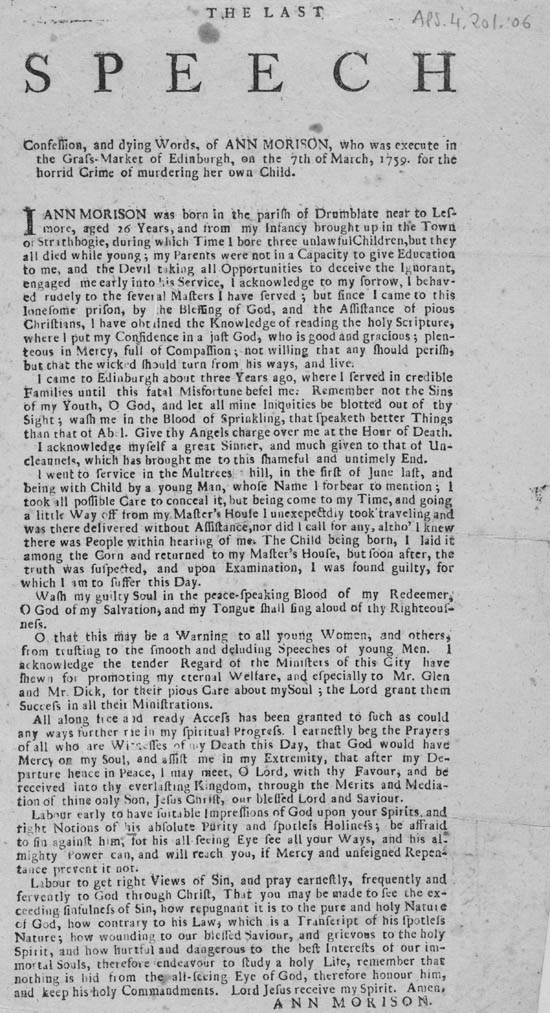 THE LAST
APS.4.201.06
SPEECH
Confeſſion, and dying Words, of ANN MORISON, who was execute in
the Graſs-Market of Edinburgh, on the 7th of March, 1759. for the
horrid Crime of murdering her own Child.
I ANN MORISON was born in the pariſh of Drumblate near to Leſ-
more, aged 26 Years, and from my Infancy brought up in the Town
of Strathbogie, during which Time I bore three unlawfulChildren, but they
all died while young; my Parents were not in a Capacity to give Education
to me, and the Devil taking all Opportunities to deceive the Ignorant,
engaged me early into his Service, I acknowledge to my ſorrow, I behav-
ed rudely to the ſeveral Maſters I have ſerved; but ſince I came to this
loneſome priſon, by the Bleſſing of God, and the Aſſiſtance of pious
Chriſtians, I have obtained the Knowledge of reading the holy Scripture,
where I put my Confidence in a juſt God, who is good and gracious; plen-
teous in Mercy, full of Compaſſion; not willing that any ſhould periſh,
but that the wicked ſhould turn from his ways, and live.
I came to Edinburgh about three Years ago, where I ſerved in credible
Families until this fatal Misfortune befel me. Remember not the Sins
of my Youth, O God, and let all mine Iniquities be blotted out of thy
Sight; waſh me in the Blood of Sprinkling, that ſpeaketh better Things
than that of Abel. Give thy Angels charge over me at the Hour of Death.
I acknowledge myſelf a great Sinner, and much given to that of Un-
cleannels, which has brought me to this ſhameful and untimely End.
I went to ſervice in the Multrees hill, in the firſt of June laſt, and
being with Child by a young Man, whoſe Name I forbear to mention; I
took all poſſible Care to conceal it, but being come to my Time, and going
a little Way off from my Maſter's Houſe I unexepectdly took traveling and
was there delivered without Aſſiſtance, nor did I call for any, altho' I knew
there was People within hearing of me. The Child being born, I laid it
among the Corn and returned to my Maſter's Houſe, but ſoon after, the
truth was ſuſpected, and upon Examination, I was found guilty, for
which I am to ſuffer this Day.
Waſh my guilty Soul in the peace-ſpeaking Blood of my Redeemer,
O God of my Salvation, and my Tongue ſhall ſing aloud of thy Righteouſ-
neſs.
O that this may be a Warning to all young Women, and others,
from truſting to the ſmooth and deluding Speeches of young Men. I
acknowledge the tender Regard of the Miniſters of this City have
ſhewn for promoting my eternal Welfare, and eſpecially to Mr. Glen
and Mr. Dick, for their pious Care about mySoul; the Lord grant them
Succeſs in all their Miniſtrations.
All along free and ready Acceſs has been granted to ſuch as could
any ways further me in my ſpiritual Progreſs. I earneſtly beg the Prayers
of all who are Witneſſes of my Death this Day, that God would have
Mercy on my Soul, and aſſiſt me in my Extremity, that after my De-
parture hence in Peace, I may meet, O Lord, with thy Favour, and be
received into thy everlaſting Kingdom, through the Merits and Media-
tion of thine only Son, Jeſus Chriſt, our bleſſed Lord and Saviour.
Labour early to have ſuitable Impreſſions of God upon your Spirits, and
right Notions of his abſolute Purity and ſpotleſs Holineſs; be affraid
to ſin againſt him, for his all ſeeing Eye ſee all your Ways, and his al-
mighty Power can, and will reach you, if Mercy and unfeigned Repen-
tance prevent it not.
Labour to get right Views of Sin, and pray earneſtly, frequently and
fervently to God through Chriſt, That you may be made to ſee the ex-
ceeding ſinfulneſs of Sin, how repugnant it is to the pure and holy Nature
of God, how contrary to his Law, which is a Tranſcript of his ſpotleſs
Nature; how wounding to our bleſſed Saviour, and grievous to the holy
Spirit, and how hurtful and dangerous to the beſt Intereſts of our im-
mortal Souls, therefore endeavour to ſtudy a holy Life, remember that
nothing is hid from the all-ſeeing Eye of God, therefore honour him,
and keep his holy Commandments. Lord Jeſus receive my Spirit. Amen,
ANN MORISON.